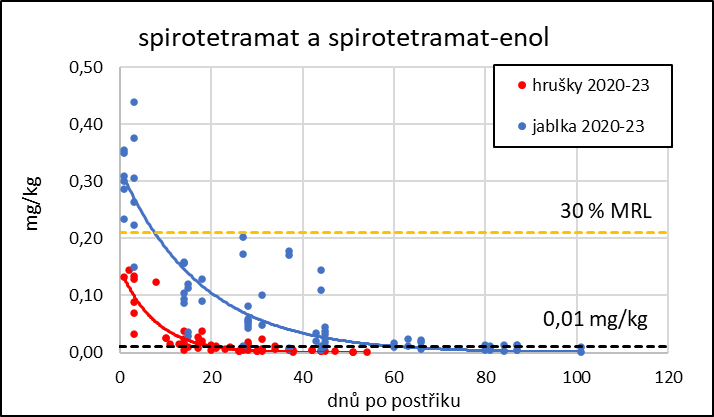 spirotetramat a spirotetramat-enol
0,50
hrušky 2020-23
0,40
jablka 2020-23
0,30
mg/kg
30 % MRL
0,20
0,10
0,01 mg/kg
0,00
0 20 40 60 80 100 120
dnů po postřiku